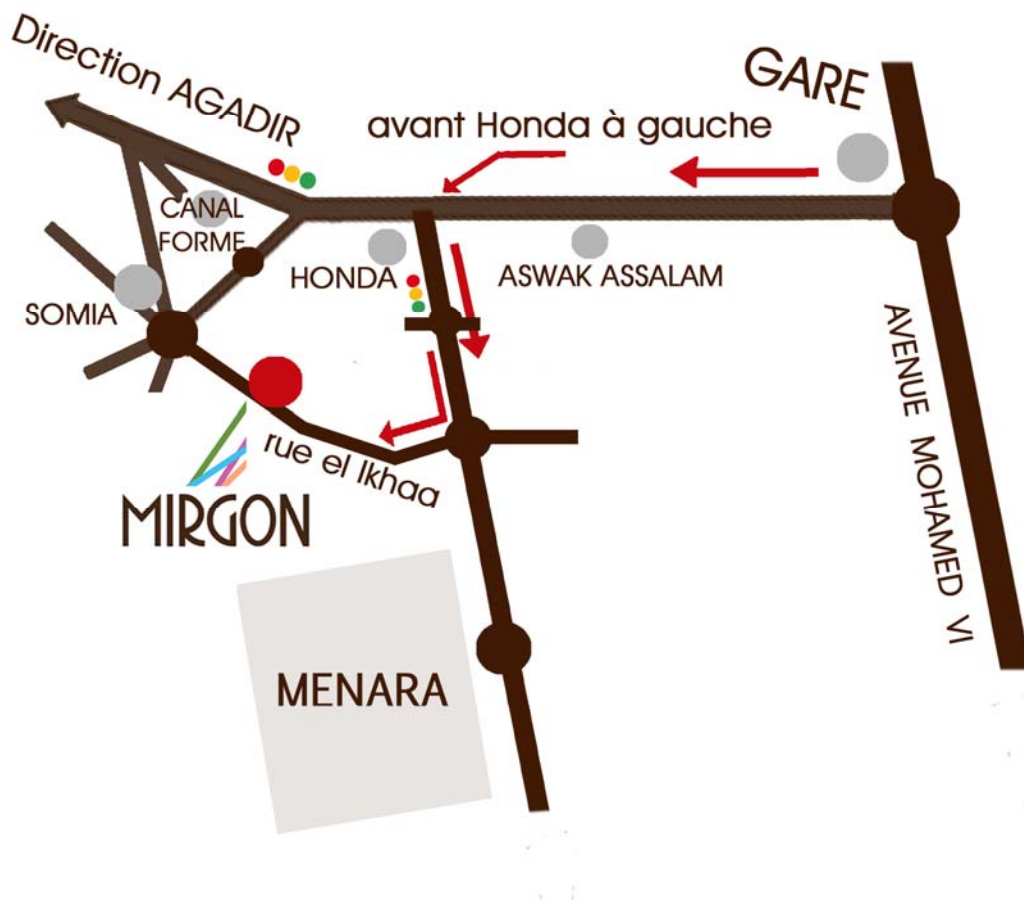 Direction AGADIR
GARE
avant Honda à gauche
CANAL
FORME
HONDA
ASWAK ASSALAM
SOMIA
AVENUE MOHAMED VI
rue el Ikhaa
MIRGON
MENARA